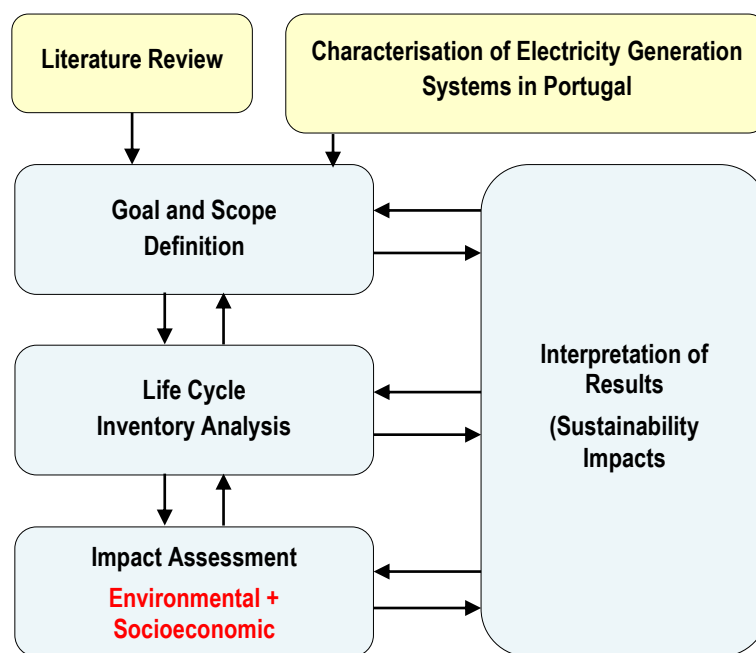 Literature Review
Characterisation of Electricity Generation
Systems in Portugal
Goal and Scope
Definition
Life Cycle
Inventory Analysis
Impact Assessment
Environmental +
Socioeconomic
Interpretation of
Results
(Sustainability
Impacts